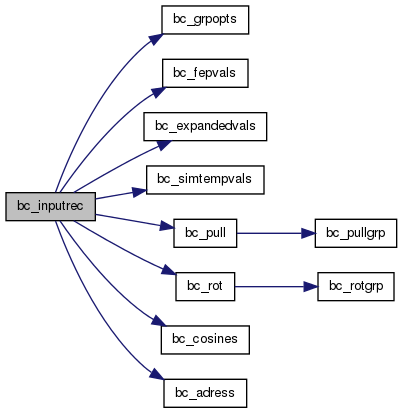 bc_grpopts
bc_fepvals
bc_expandedvals
bc_simtempvals
bc_inputrec
bc_pull
bc_pullgrp
bc_rot
bc_rotgrp
bc_cosines
bc_adress